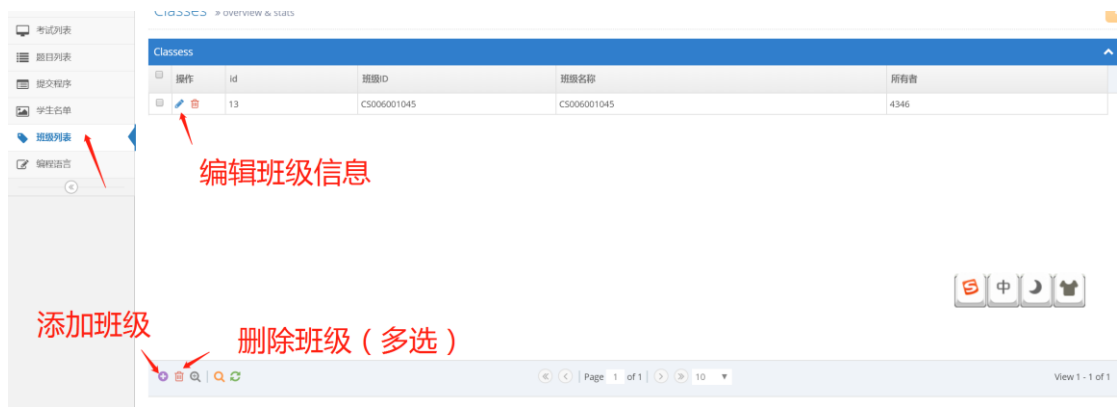 Classes » overview & stats
考试列表
题目列表
提交程序
学生名单
班级列表
编程语言
Classess
操作 id 班级ID 班级名称 所有者
13 CS006001045 CS006001045 4346
编辑班级信息
中
添加班级
删除班级（多选）
Page 1 of 1 10
View 1 - 1 of 1